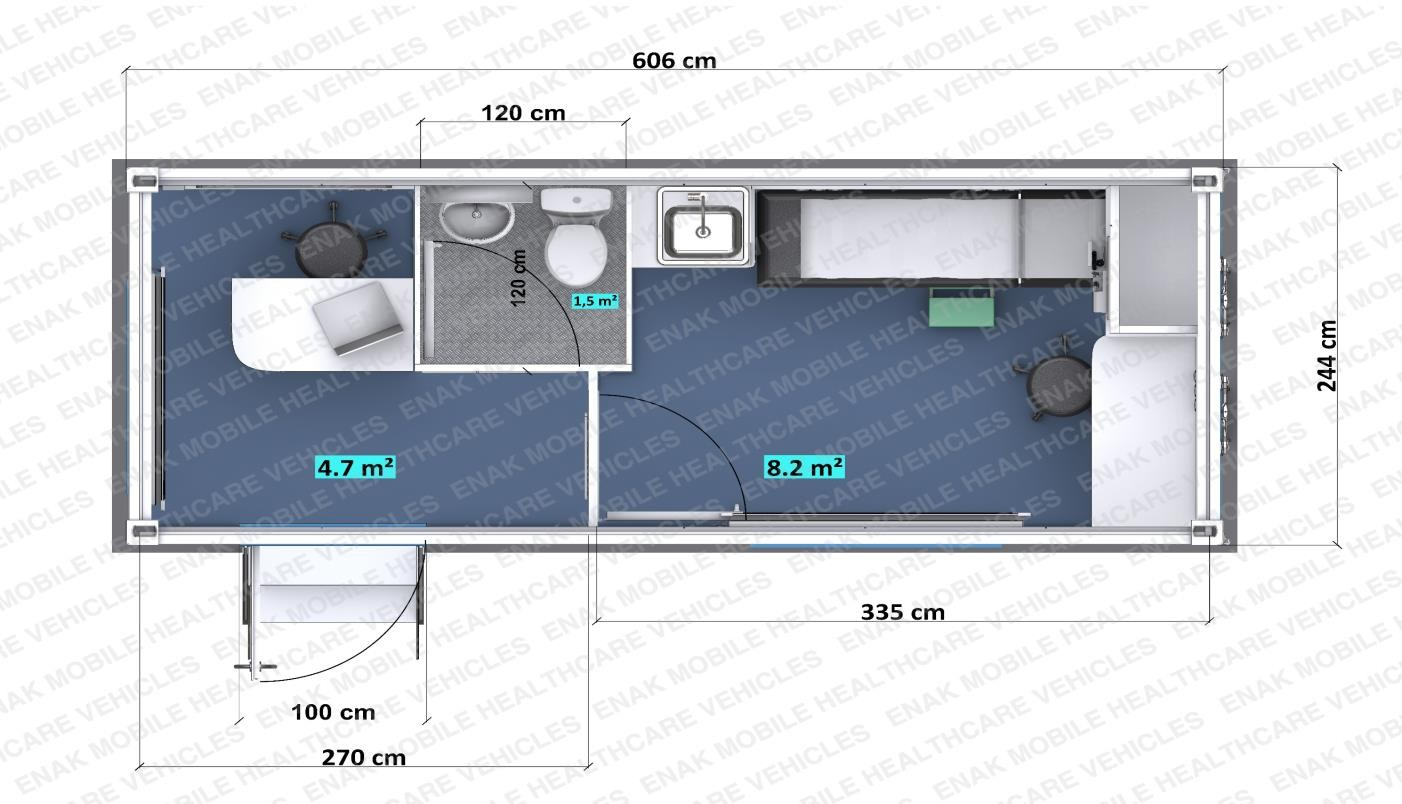 606 cm
120 cm
120 cm
1,5 m²
244 cm
4.7 m²
8.2 m²
335 cm
100 cm
270 cm
ENAK MOBILE HEALTHCARE VEHICLES